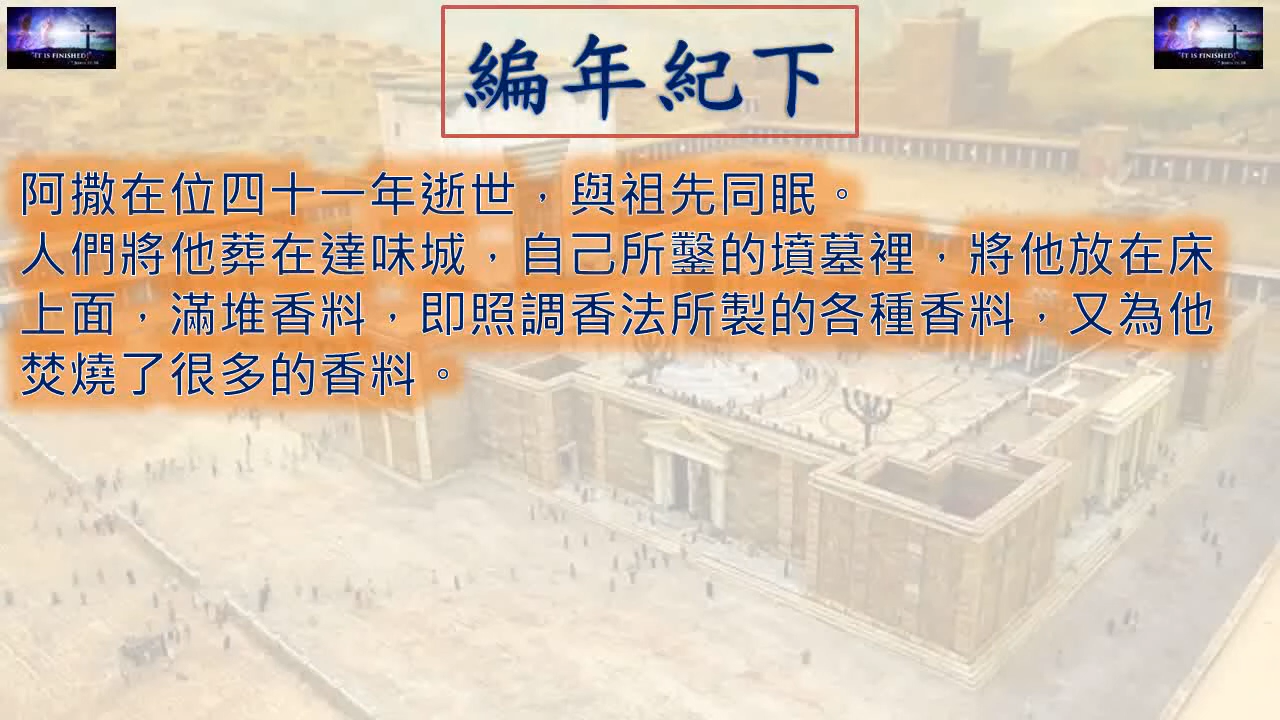 編年紀下
"IT IS FINISHED!"
"IT IS FINISHED!"
阿撒在位四十一年逝世，與祖先同眠。
人們將他葬在達味城，自己所鑿的墳墓裡，將他放在床
上面，滿堆香料，即照調香法所製的各種香料，又為他
焚燒了很多的香料。